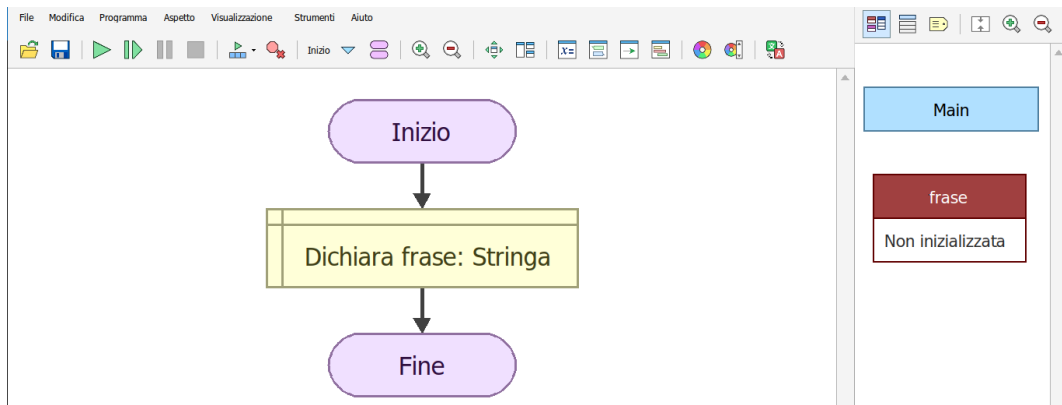 File Modifica Programma Aspetto Visualizzazione Strumenti Aiuto
Inizio
x=
A
Inizio
Dichiara frase: Stringa
Fine
Main
frase
Non inizializzata